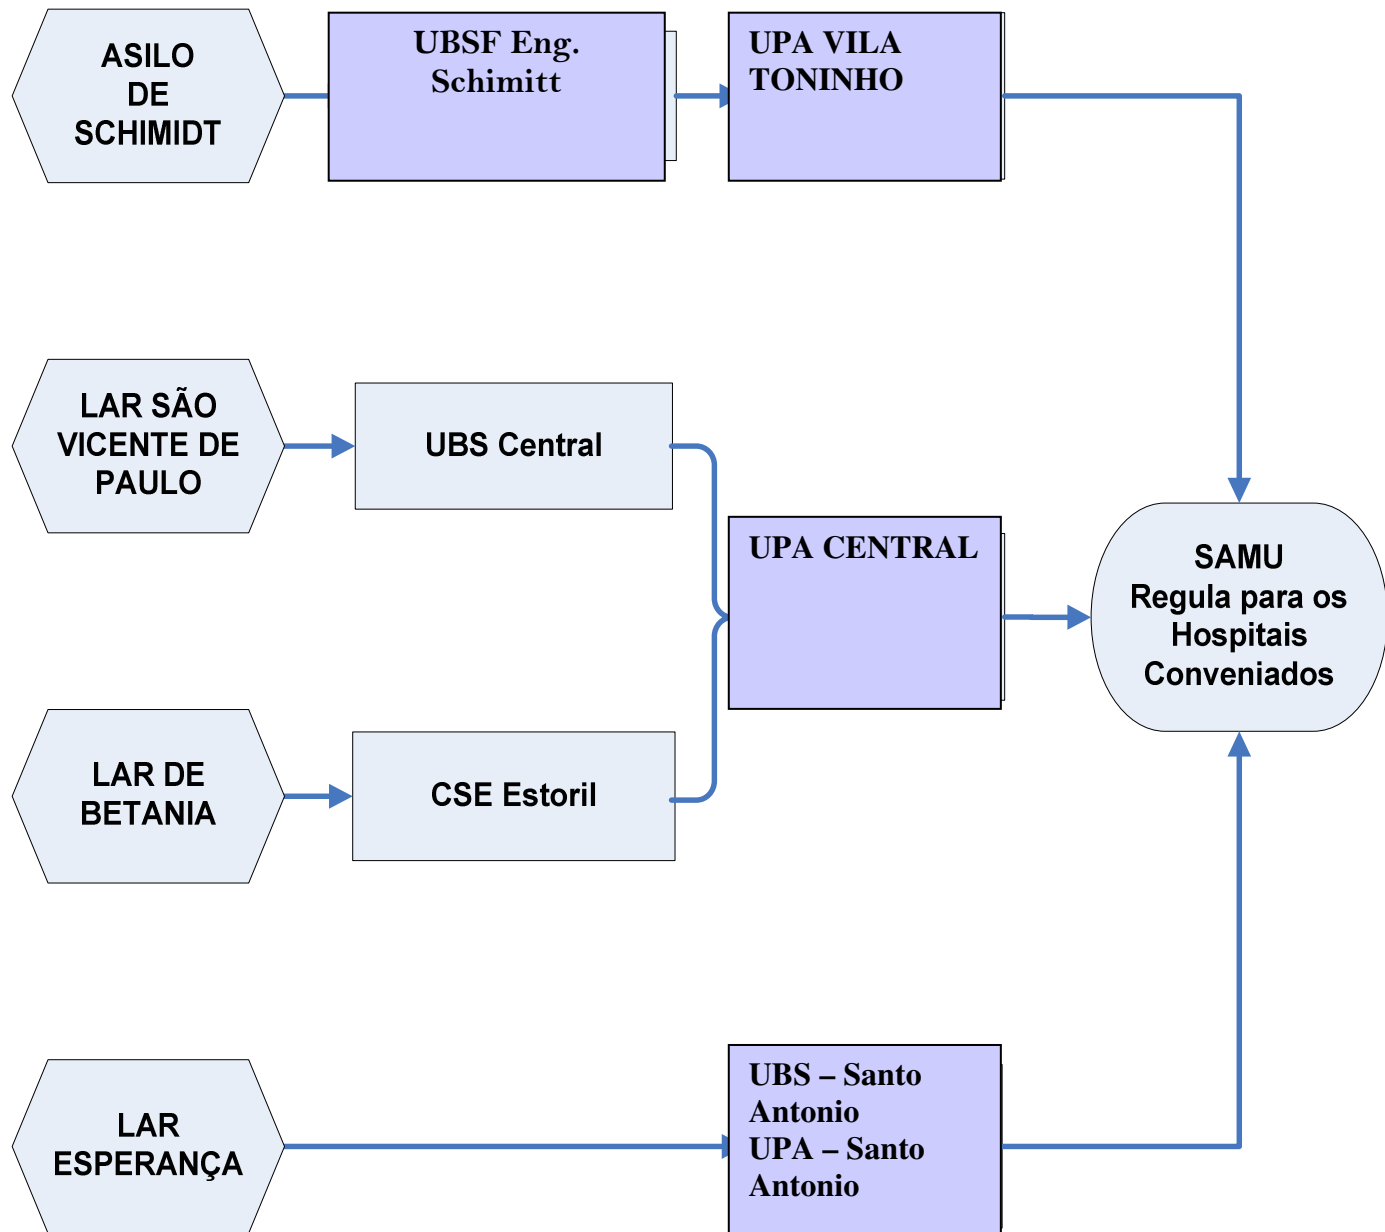 ASILO
DE
SCHIMIDT
UBSF Eng.
Schimitt
UPA VILA
TONINHO
LAR SÃO
VICENTE DE
PAULO
UBS Central
UPA CENTRAL
SAMU
Regula para os
Hospitais
Conveniados
LAR DE
BETANIA
CSE Estoril
LAR
ESPERANÇA
UBS – Santo
Antonio
UPA – Santo
Antonio